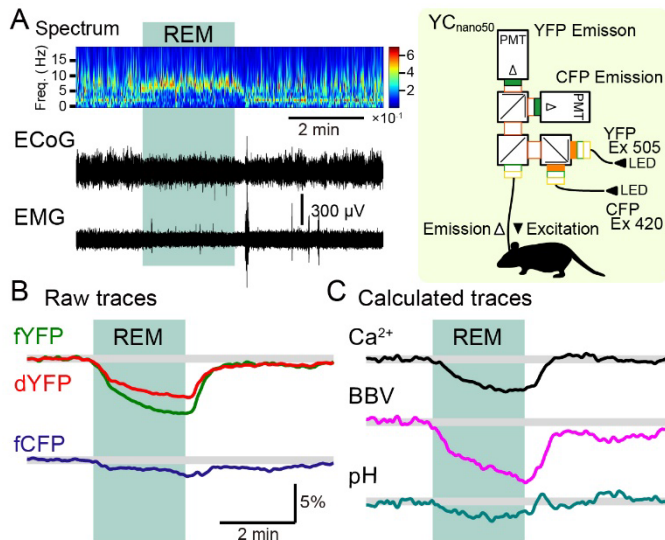 A
Spectrum
REM
Freq. (Hz)
15
10
5
0
6
4
2
×10⁻¹
2 min
ECoG
EMG
300 µV
YCnano50
YFP Emisson
PMT
CFP Emission
PMT
YFP
Ex 505
LED
LED
CFP
Ex 420
Emission
Excitation
B
Raw traces
fYFP
REM
dYFP
fCFP
5%
2 min
C
Calculated traces
Ca²⁺
REM
BBV
pH